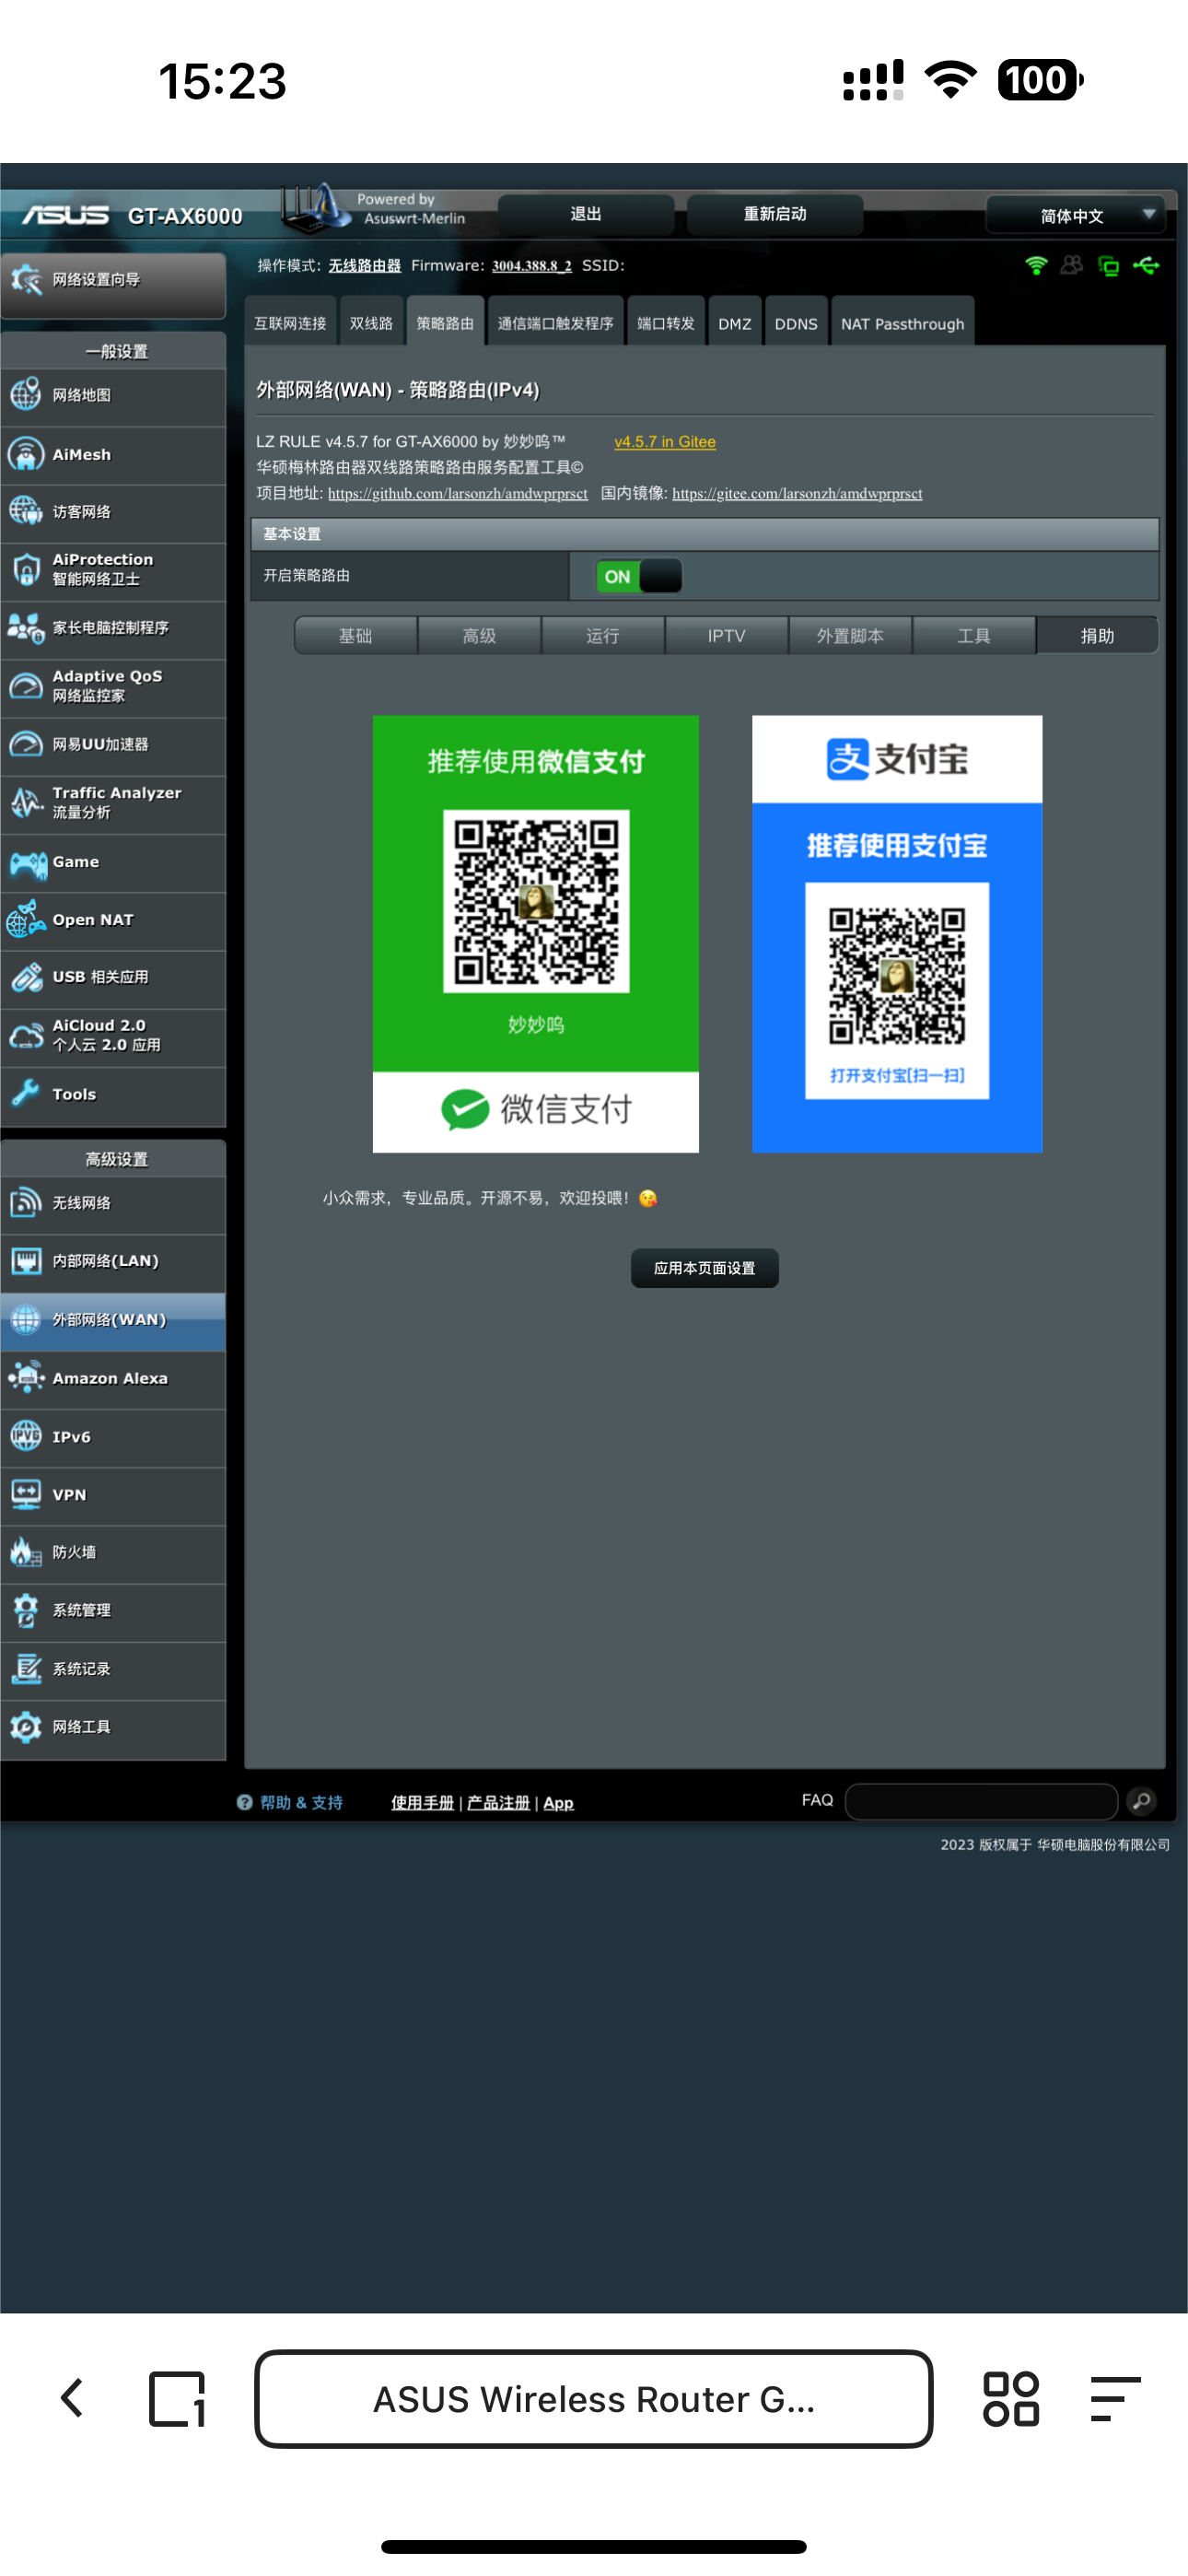 15:23
100
ASUS GT-AX6000
Powered by
Asuswrt-Merlin
退出
重新启动
简体中文
操作模式: 无线路由器 Firmware: 3004.388.8_2 SSID:
网络设置向导
一般设置
网络地图
AiMesh
访客网络
AiProtection
智能网络卫士
家长电脑控制程序
Adaptive QoS
网络监控家
网易UU加速器
Traffic Analyzer
流量分析
Game
Open NAT
USB 相关应用
AiCloud 2.0
个人云 2.0 应用
Tools
高级设置
无线网络
内部网络(LAN)
外部网络(WAN)
Amazon Alexa
IPv6
VPN
防火墙
系统管理
系统记录
网络工具
互联网连接 双线路 策略路由 通信端口触发程序 端口转发 DMZ DDNS NAT Passthrough
外部网络(WAN) - 策略路由(IPv4)
LZ RULE v4.5.7 for GT-AX6000 by 妙妙呜™ v4.5.7 in Gitee
华硕梅林路由器双线路策略路由服务配置工具©
项目地址: https://github.com/larsonzh/amdwprprsct 国内镜像: https://gitee.com/larsonzh/amdwprprsct
基本设置
开启策略路由 ON
基础 高级 运行 IPTV 外置脚本 工具 捐助
推荐使用微信支付
妙妙呜
微信支付
支付宝
推荐使用支付宝
打开支付宝[扫一扫]
小众需求，专业品质。开源不易，欢迎投喂！😘
应用本页面设置
帮助 & 支持 使用手册 | 产品注册 | App FAQ
2023 版权属于 华硕电脑股份有限公司
1
ASUS Wireless Router G...